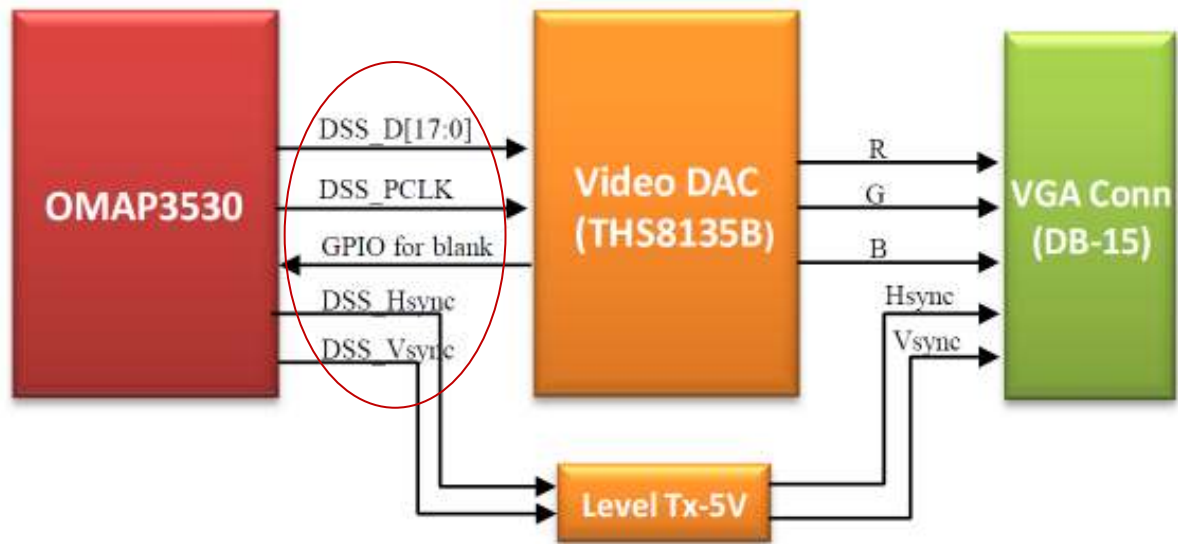 OMAP3530
DSS_D[17:0]
DSS_PCLK
GPIO for blank
DSS_Hsync
DSS_Vsync
Video DAC
(THS8135B)
R
G
B
Hsync
Vsync
VGA Conn
(DB-15)
Level Tx-5V